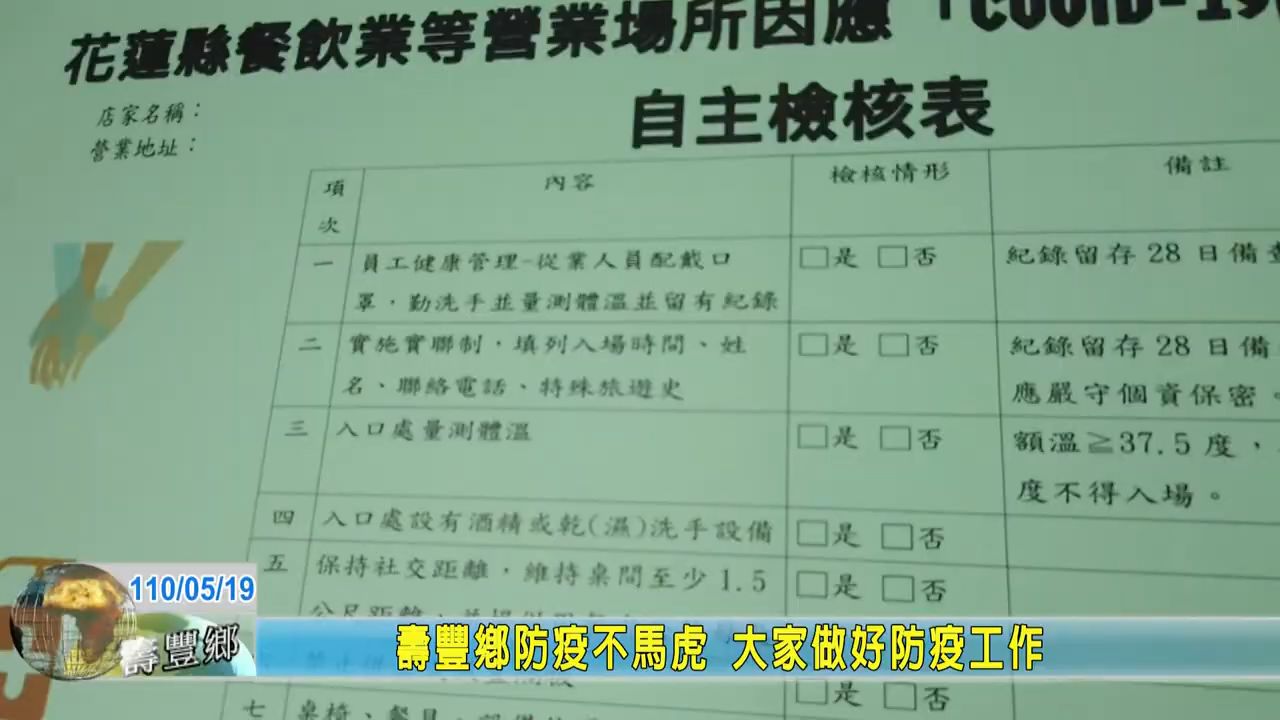 花蓮縣餐飲業等營業場所因應「COVID-19
自主檢核表
店家名稱：
營業地址：
項次 內容 檢核情形 備註
一 員工健康管理-從業人員配戴口 □是 □否 紀錄留存 28 日備查
罩，勤洗手並量測體溫並留有紀錄
二 實施實聯制，填列入場時間、姓 □是 □否 紀錄留存 28 日備
名、聯絡電話、特殊旅遊史 應嚴守個資保密。
三 入口處量測體溫 □是 □否 額溫≧37.5 度、
度不得入場。
四 入口處設有酒精或乾(濕)洗手設備 □是 □否
五 保持社交距離，維持桌間至少 1.5 □是 □否
公尺距離
□是 □否
七 桌椅、餐具
110/05/19
壽豐鄉
壽豐鄉防疫不馬虎 大家做好防疫工作